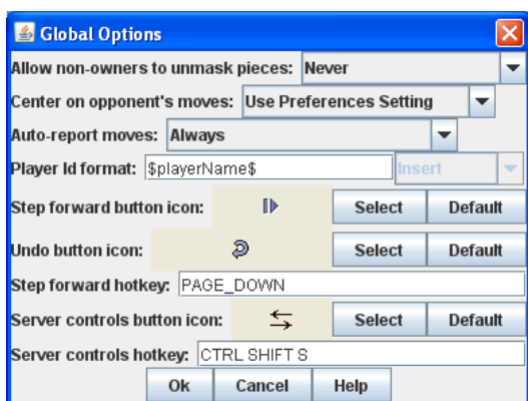 Global Options
Allow non-owners to unmask pieces: Never
Center on opponent's moves: Use Preferences Setting
Auto-report moves: Always
Player Id format: $playerName$ Insert
Step forward button icon: Select Default
Undo button icon: Select Default
Step forward hotkey: PAGE_DOWN
Server controls button icon: Select Default
Server controls hotkey: CTRL SHIFT S
Ok Cancel Help